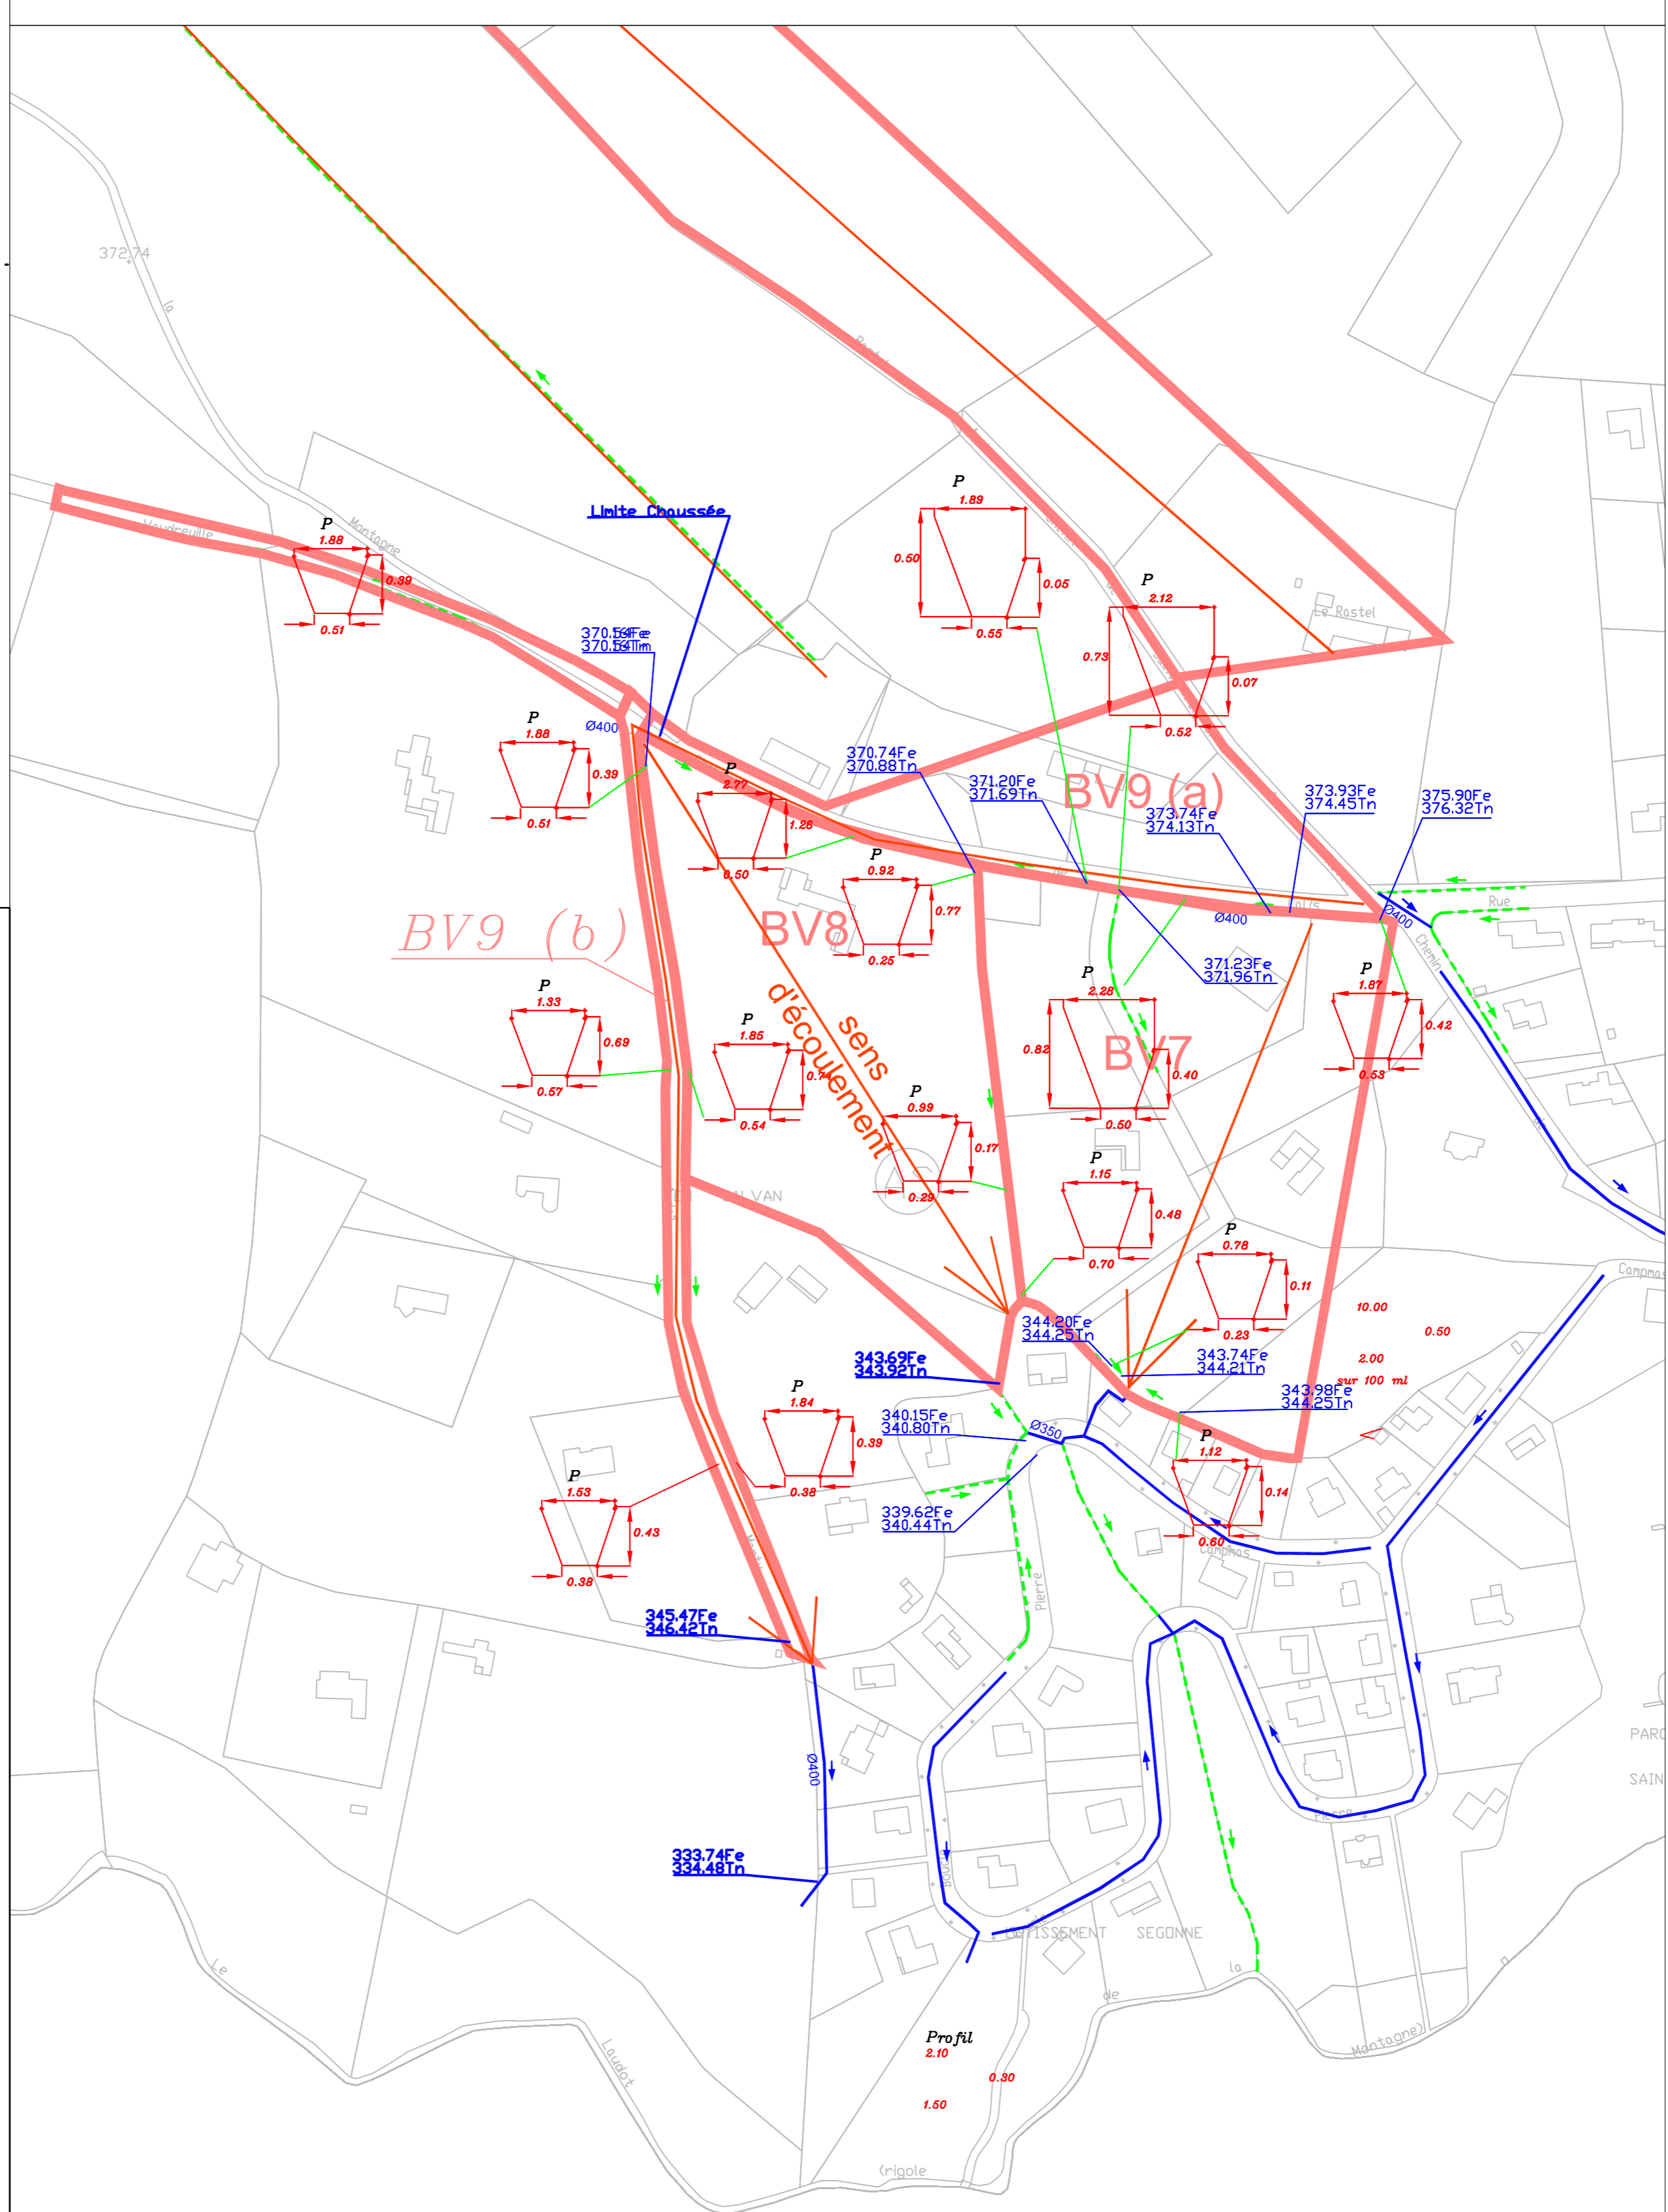 372.74
la
Vaudreuille
Montagne
Limite Chaussée
P
1.88
0.39
0.51
P
1.89
0.50
0.05
0.55
P
2.12
0.73
0.07
0.52
Le Rastel
370.54Tn
Ø400
P
1.88
0.39
0.51
P
2.77
1.26
0.50
370.74Fe
370.88Tn
371.20Fe
371.69Tn
BV9 (a)
373.74Fe
374.13Tn
373.93Fe
374.45Tn
375.90Fe
376.32Tn
P
0.92
0.77
0.25
BV8
BV9 (b)
Ø400
Ø400
Rue
Chemin
371.23Fe
371.96Tn
P
1.33
0.69
0.57
P
1.85
0.54
sens
d'écoulement
P
2.28
0.82
0.40
0.50
BV7
P
1.87
0.42
0.53
P
0.99
0.17
0.29
P
1.15
0.48
0.70
P
0.78
0.11
0.23
Campmas
10.00
0.50
2.00
sur 100 ml
344.20Fe
344.25Tn
343.74Fe
344.21Tn
343.69Fe
343.92Tn
343.98Fe
344.25Tn
340.15Fe
340.80Tn
Ø350
P
1.84
0.39
0.38
P
1.12
0.14
0.60
P
1.53
0.43
0.38
339.62Fe
340.44Tn
Campmas
Pierre
345.47Fe
346.42Tn
Ø400
Pierre
PARC
SAIN
333.74Fe
334.48Tn
LOTISSEMENT SEGONNE
Le
Laudot
de
la
Montagne)
Profil
2.10
0.30
1.50
(rigole